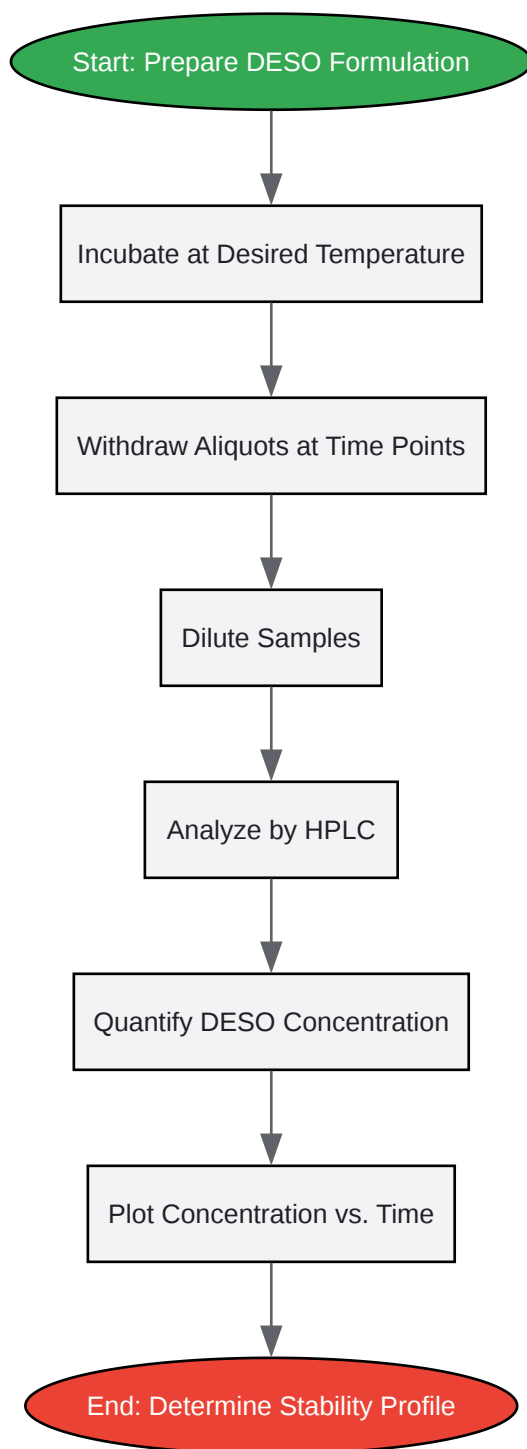 Start: Prepare DESO Formulation
Incubate at Desired Temperature
Withdraw Aliquots at Time Points
Dilute Samples
Analyze by HPLC
Quantify DESO Concentration
Plot Concentration vs. Time
End: Determine Stability Profile